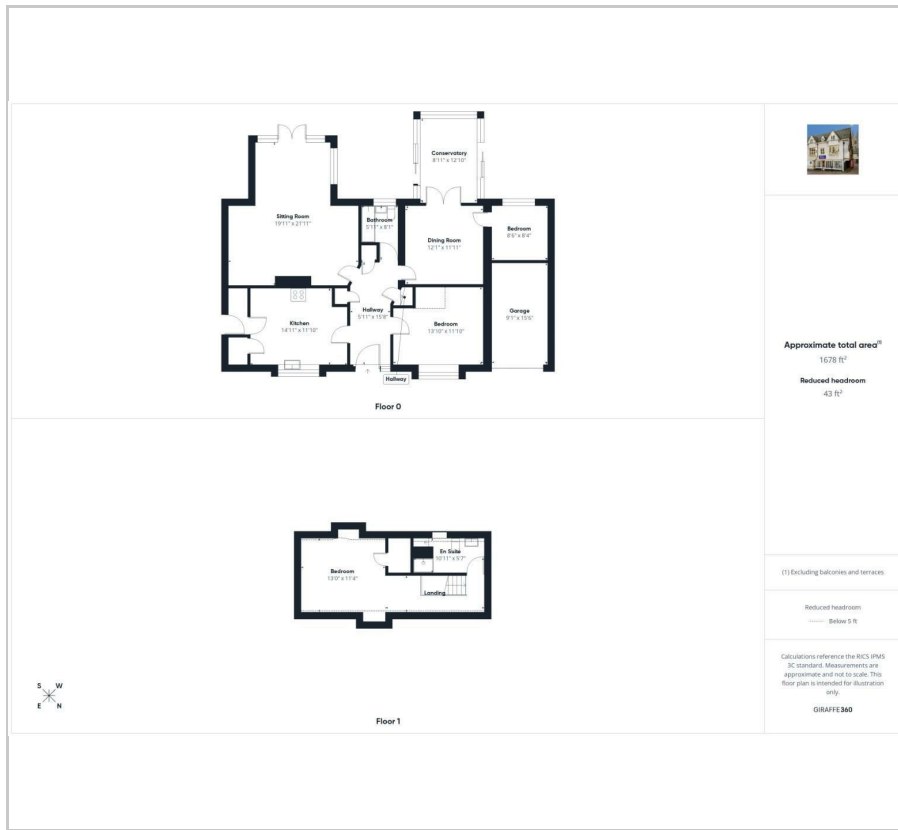 Conservatory
8'11" x 12'10"
Sitting Room
19'11" x 21'11"
Bathroom
5'11" x 8'1"
Dining Room
12'1" x 11'11"
Bedroom
8'6" x 8'4"
Kitchen
14'11" x 11'10"
Hallway
5'11" x 15'8"
Bedroom
13'10" x 11'10"
Garage
9'1" x 15'6"
Hallway
Floor 0
Approximate total area(1)
1678 ft²
Reduced headroom
43 ft²
En Suite
10'11" x 5'7"
Bedroom
13'0" x 11'4"
Landing
S W
E N
Floor 1
(1) Excluding balconies and terraces
Reduced headroom
Below 5 ft
Calculations reference the RICS IPMS
3C standard. Measurements are
approximate and not to scale. This
floor plan is intended for illustration
only.
GIRAFFE360